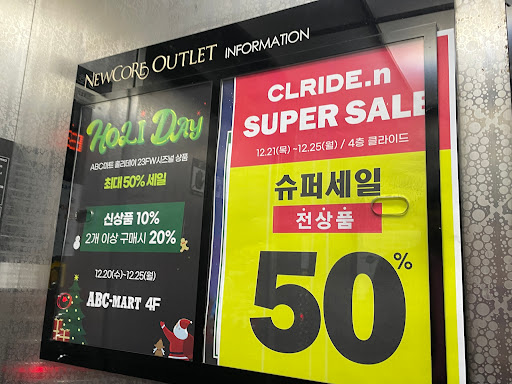 NEWCORE OUTLET INFORMATION
HOLI DAY
ABC마트 홀리데이 23FW시즈널 상품
최대 50% 세일
신상품 10%
2개 이상 구매시 20%
12.20(수)~12.25(월)
ABC-MART 4F
CLRIDE.n
SUPER SALE
12.21(목) ~12.25(월) / 4층 클라이드
슈퍼세일
전상품
50%